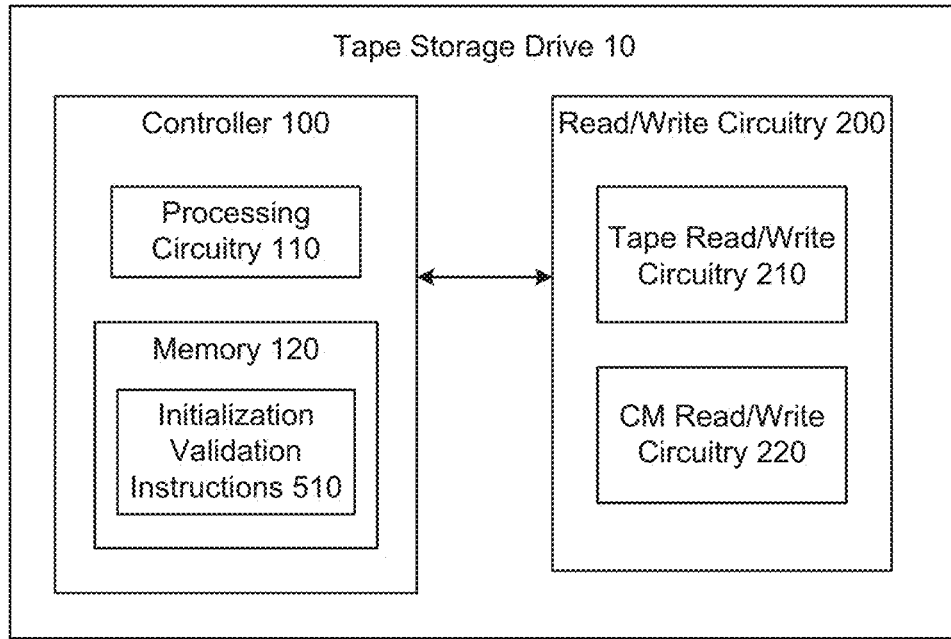 Tape Storage Drive 10
Controller 100
Processing
Circuitry 110
Memory 120
Initialization
Validation
Instructions 510
Read/Write Circuitry 200
Tape Read/Write
Circuitry 210
CM Read/Write
Circuitry 220